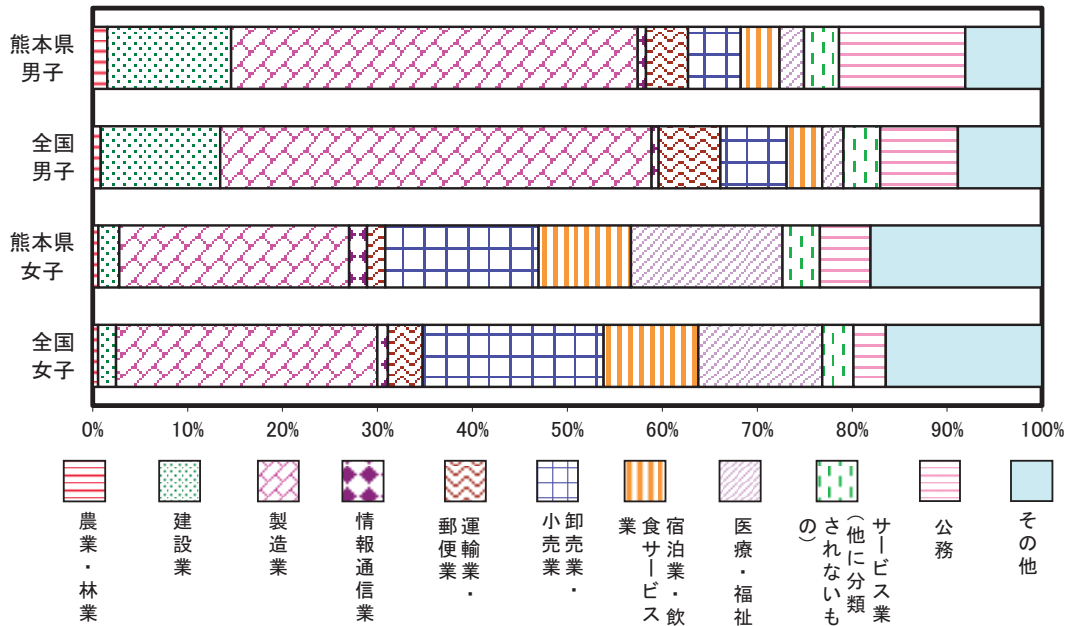 熊本県
男子
全国
男子
熊本県
女子
全国
女子
0% 10% 20% 30% 40% 50% 60% 70% 80% 90% 100%
農業・林業
建設業
製造業
情報通信業
運輸業・
郵便業
卸売業・
小売業
宿泊業・飲
食サービス
業
医療・福祉
サービス業
(他に分類
されないも
の)
公務
その他